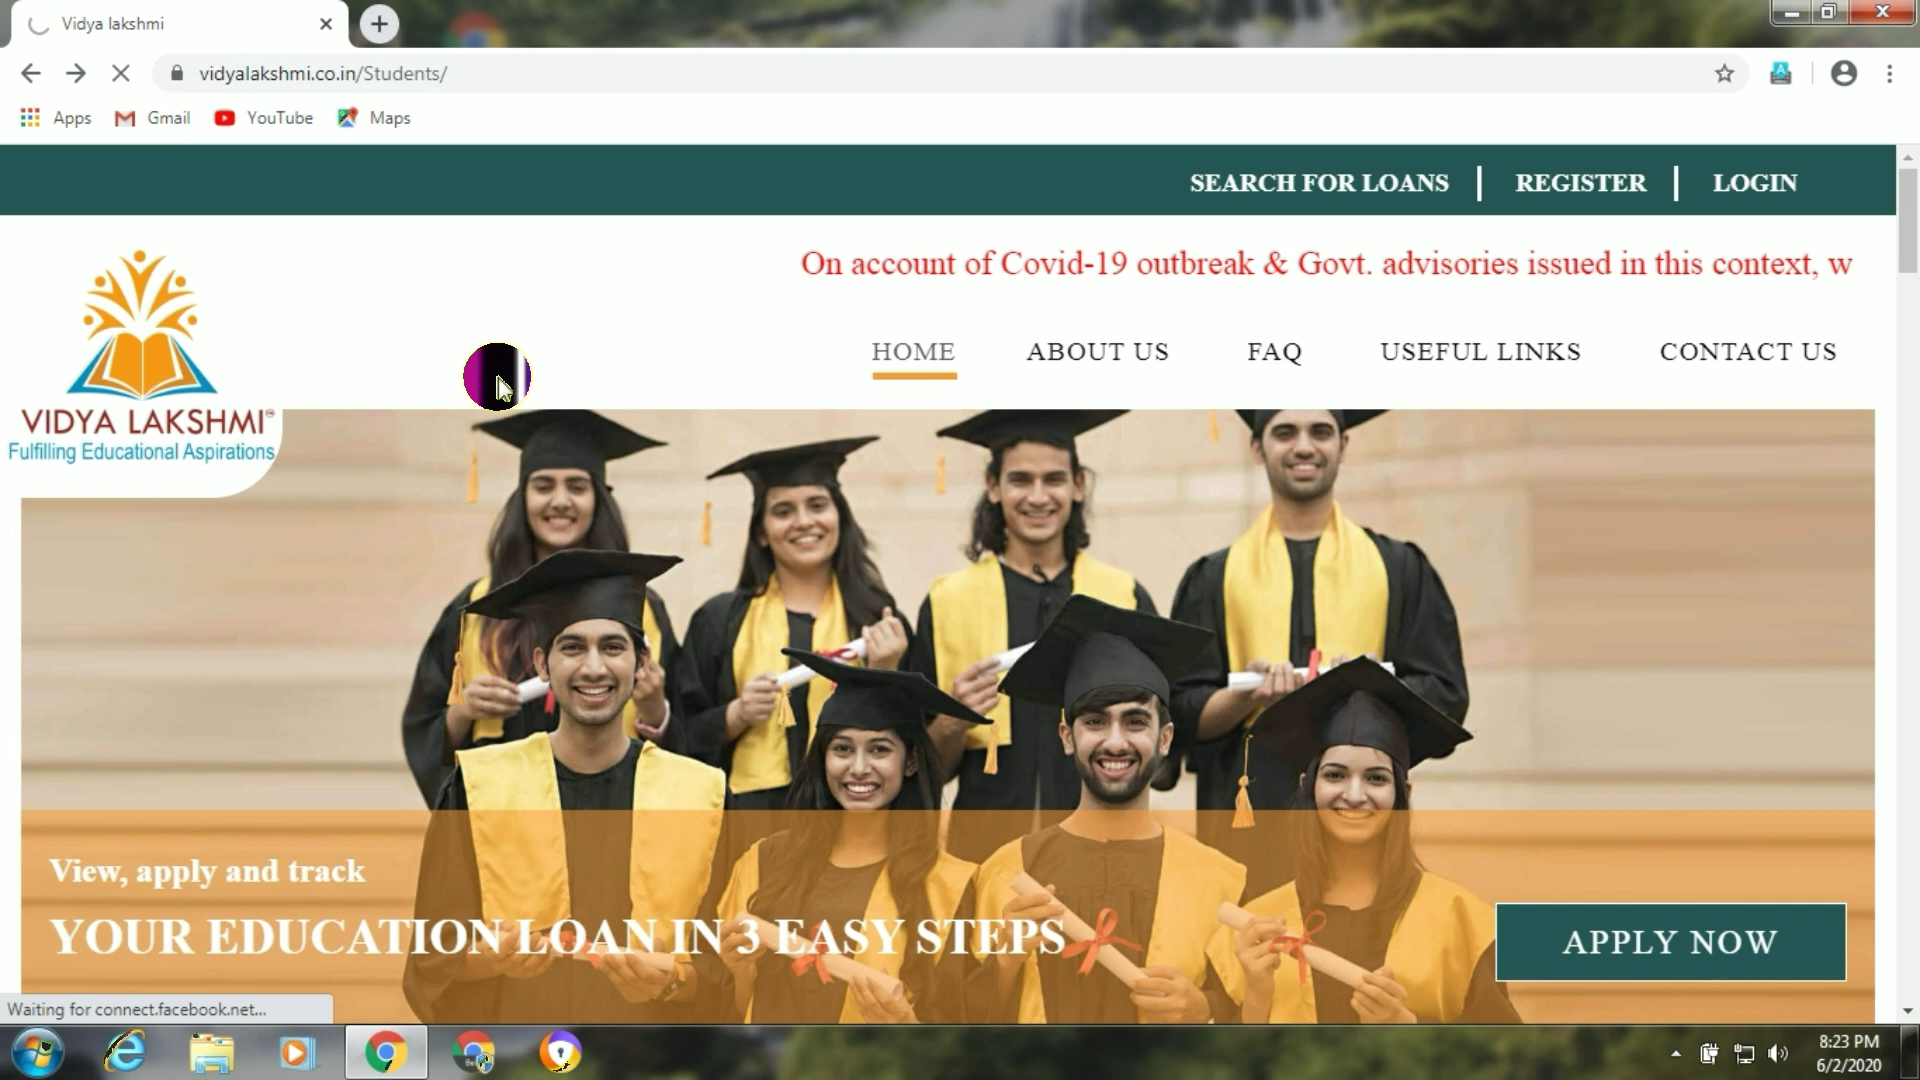 Vidya lakshmi
vidyalakshmi.co.in/Students/
Apps Gmail YouTube Maps
SEARCH FOR LOANS REGISTER LOGIN
On account of Covid-19 outbreak & Govt. advisories issued in this context, w
HOME ABOUT US FAQ USEFUL LINKS CONTACT US
VIDYA LAKSHMI
Fulfilling Educational Aspirations
View, apply and track
YOUR EDUCATION LOAN IN 3 EASY STEPS
APPLY NOW
Waiting for connect.facebook.net...
8:23 PM
6/2/2020